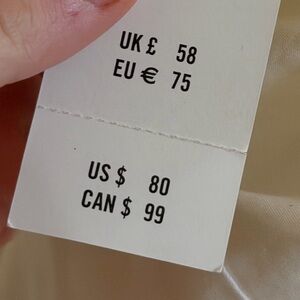 UK £ 58
EU € 75
US $ 80
CAN $ 99